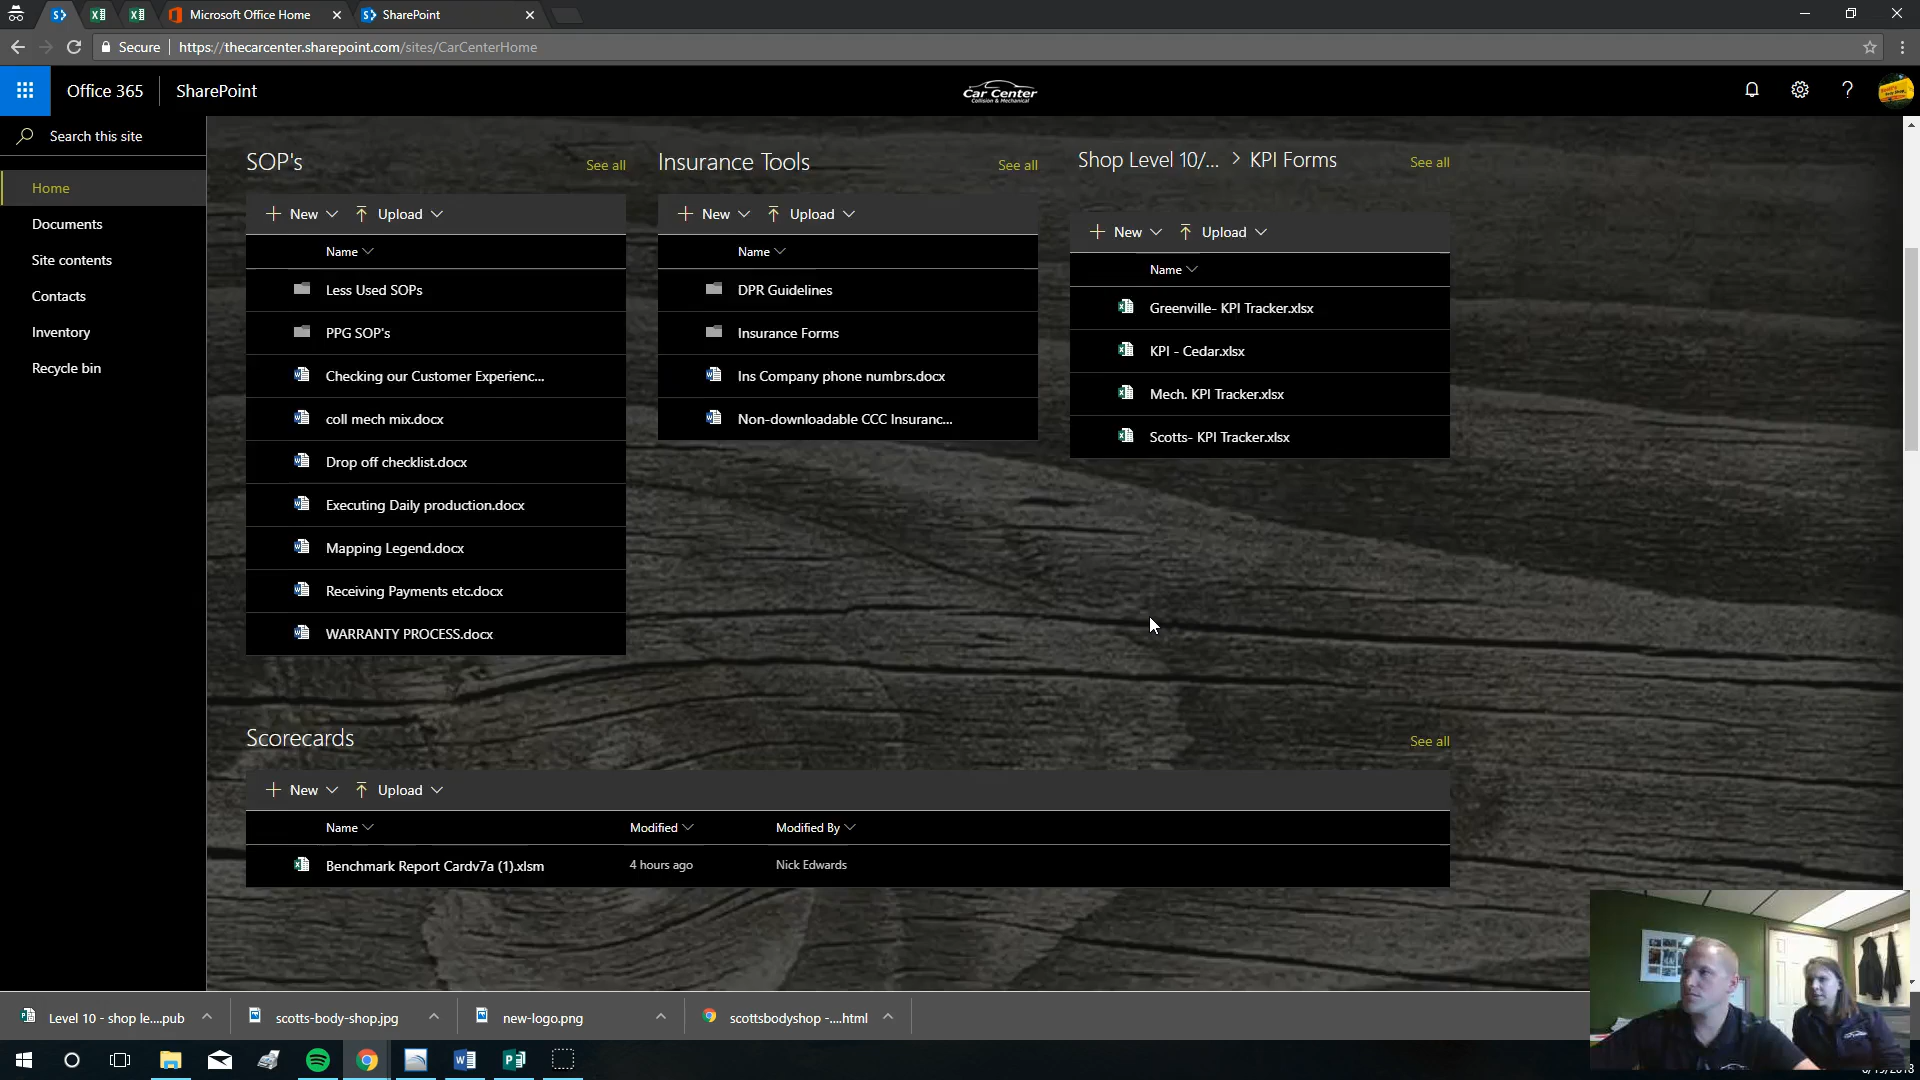 Microsoft Office Home
SharePoint
Secure
https://thecarcenter.sharepoint.com/sites/CarCenterHome
Office 365
SharePoint
Car Center
Collision & Mechanical
?
Search this site
Home
Documents
Site contents
Contacts
Inventory
Recycle bin
SOP's
See all
New
Upload
Name
Less Used SOPs
PPG SOP's
Checking our Customer Experienc...
coll mech mix.docx
Drop off checklist.docx
Executing Daily production.docx
Mapping Legend.docx
Receiving Payments etc.docx
WARRANTY PROCESS.docx
Insurance Tools
See all
New
Upload
Name
DPR Guidelines
Insurance Forms
Ins Company phone numbrs.docx
Non-downloadable CCC Insuranc...
Shop Level 10/... > KPI Forms
See all
New
Upload
Name
Greenville- KPI Tracker.xlsx
KPI - Cedar.xlsx
Mech. KPI Tracker.xlsx
Scotts- KPI Tracker.xlsx
Scorecards
See all
New
Upload
Name
Modified
Modified By
Benchmark Report Cardv7a (1).xlsm
4 hours ago
Nick Edwards
Level 10 - shop le....pub
scotts-body-shop.jpg
new-logo.png
scottsbodyshop -....html